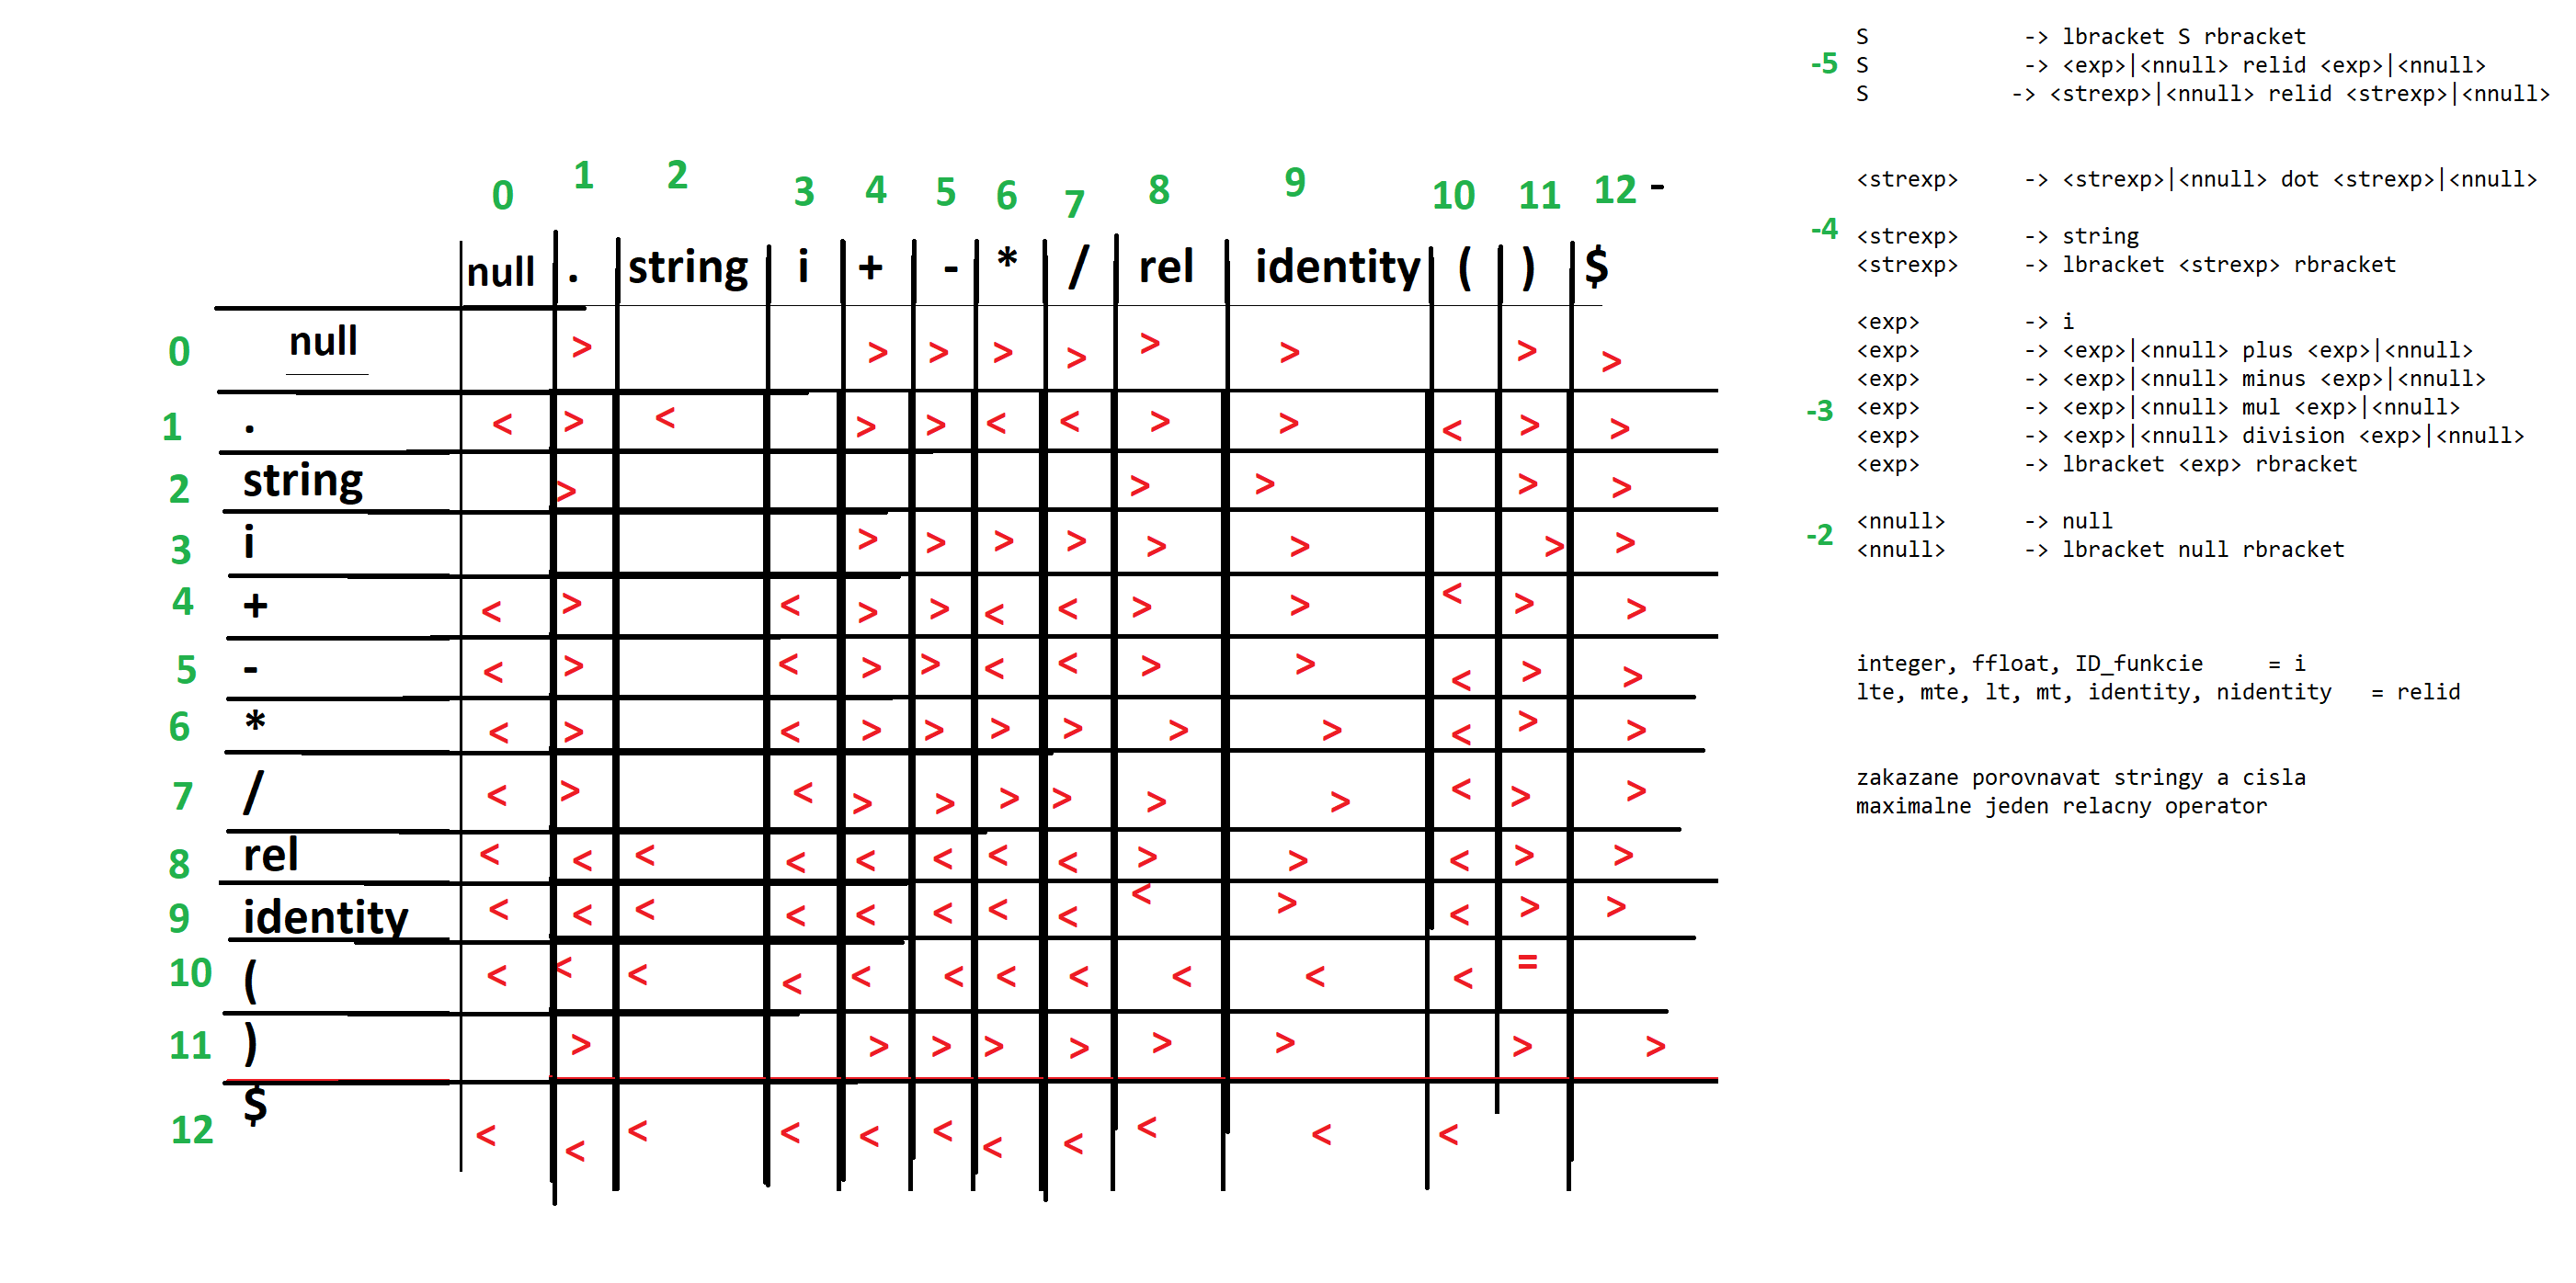 0 1 2 3 4 5 6 7 8 9 10 11 12 -
null . string i + - * / rel identity ( ) $
0 null > > > > > > > > >
1 . < > < > > < < > > < > >
2 string > > > > >
3 i > > > > > > > >
4 + < > < > > < < > > < > >
5 - < > < > > < < > > < > >
6 * < > < > > > > > > < > >
7 / < > < > > > > > > < > >
8 rel < < < < < < < < > > < > >
9 identity < < < < < < < < < > < > >
10 ( < < < < < < < < < < < =
11 ) > > > > > > > > >
12 $ < < < < < < < < < < <
S -> lbracket S rbracket
-5 S -> <exp>|<nnull> relid <exp>|<nnull>
S -> <strexp>|<nnull> relid <strexp>|<nnull>
<strexp> -> <strexp>|<nnull> dot <strexp>|<nnull>
-4
<strexp> -> string
<strexp> -> lbracket <strexp> rbracket
<exp> -> i
<exp> -> <exp>|<nnull> plus <exp>|<nnull>
<exp> -> <exp>|<nnull> minus <exp>|<nnull>
-3 <exp> -> <exp>|<nnull> mul <exp>|<nnull>
<exp> -> <exp>|<nnull> division <exp>|<nnull>
<exp> -> lbracket <exp> rbracket
<nnull> -> null
-2
<nnull> -> lbracket null rbracket
integer, ffloat, ID_funkcie = i
lte, mte, lt, mt, identity, nidentity = relid
zakazane porovnavat stringy a cisla
maximalne jeden relacny operator